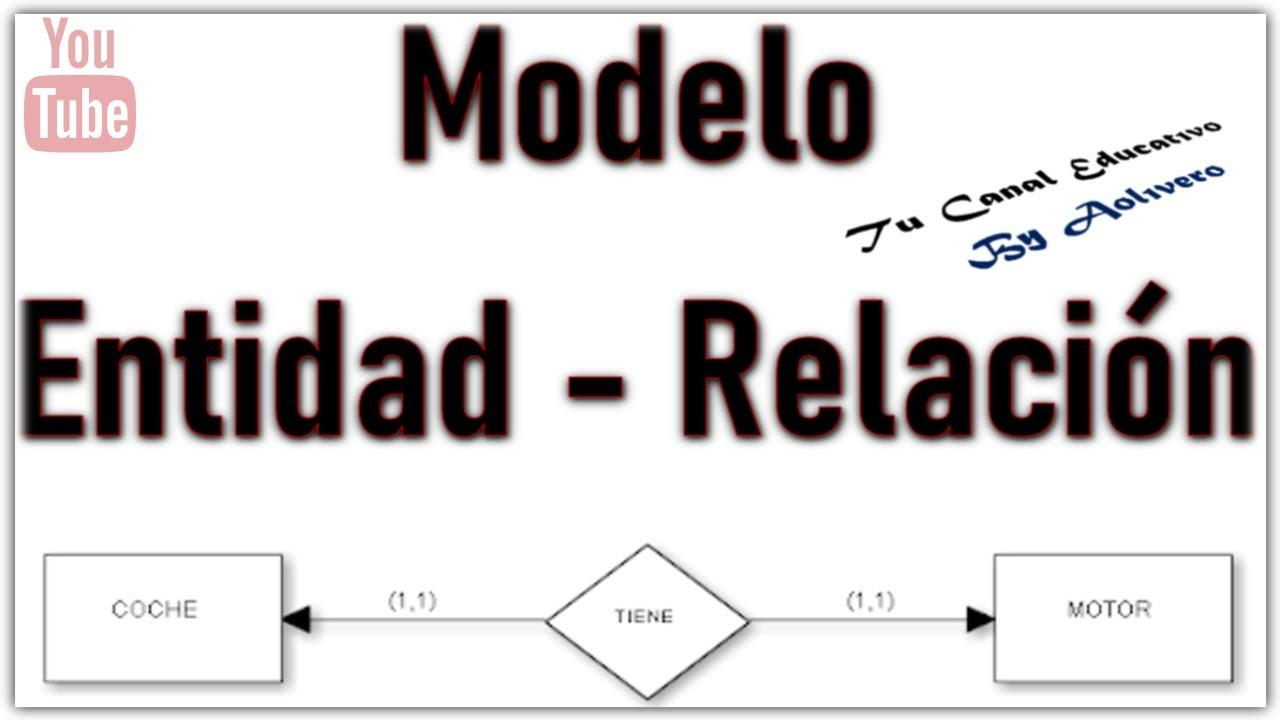 You
Tube
Modelo
Tu Canal Educativo
By Aolivero
Entidad - Relación
COCHE
(1,1)
TIENE
(1,1)
MOTOR